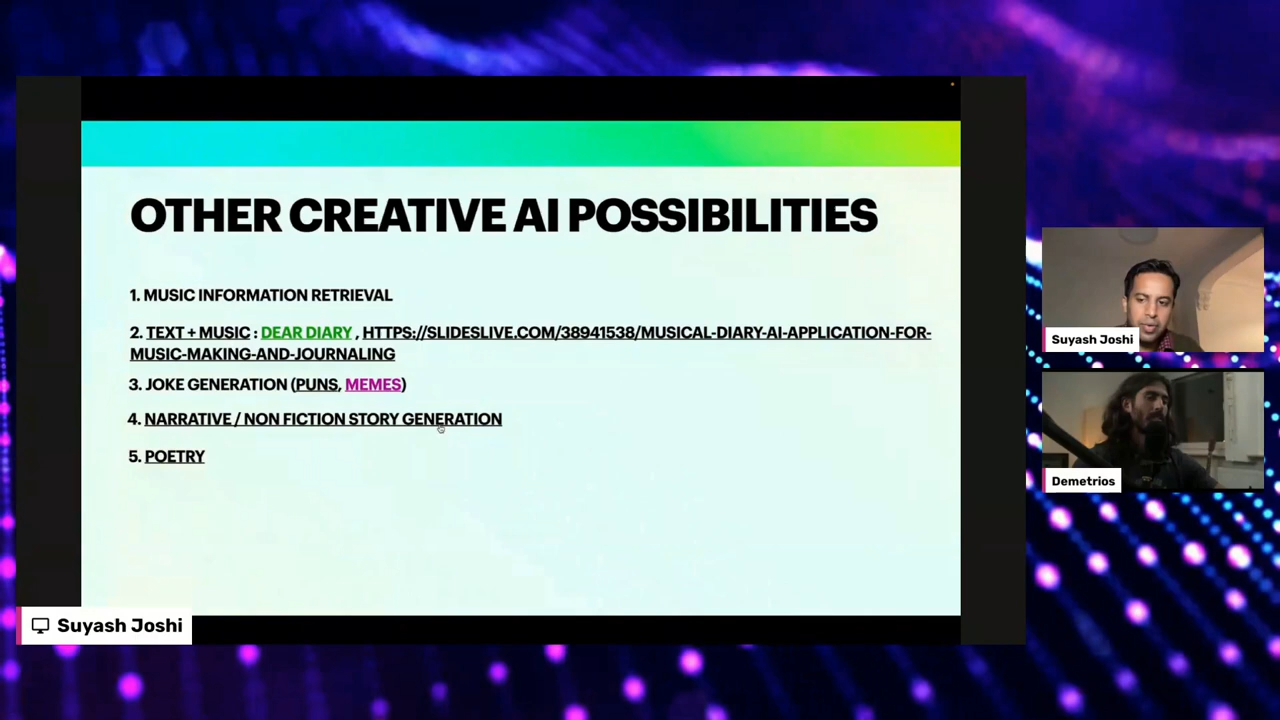 OTHER CREATIVE AI POSSIBILITIES
1. MUSIC INFORMATION RETRIEVAL
2. TEXT + MUSIC : DEAR DIARY , HTTPS://SLIDESLIVE.COM/38941538/MUSICAL-DIARY-AI-APPLICATION-FOR-
MUSIC-MAKING-AND-JOURNALING
3. JOKE GENERATION (PUNS, MEMES)
4. NARRATIVE / NON FICTION STORY GENERATION
5. POETRY
Suyash Joshi
Demetrios
Suyash Joshi